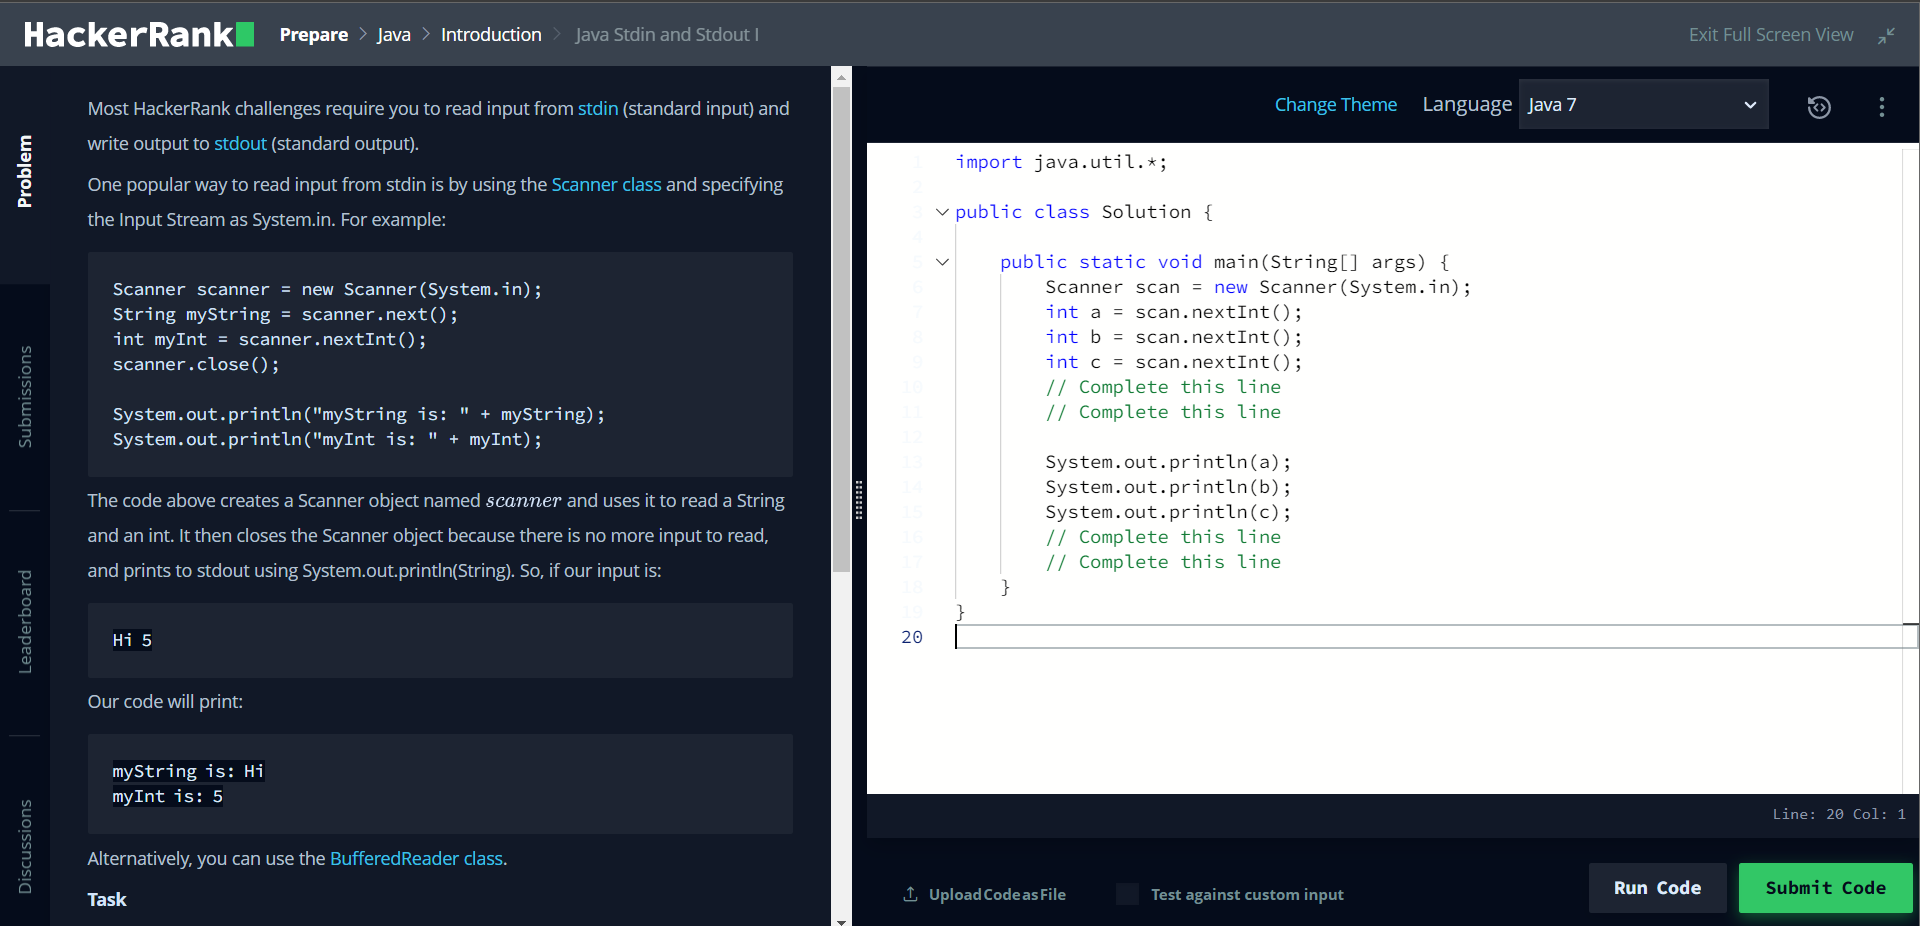 HackerRank
Prepare > Java > Introduction > Java Stdin and Stdout I
Exit Full Screen View
Problem
Submissions
Leaderboard
Discussions
Most HackerRank challenges require you to read input from stdin (standard input) and
write output to stdout (standard output).
One popular way to read input from stdin is by using the Scanner class and specifying
the Input Stream as System.in. For example:
Scanner scanner = new Scanner(System.in);
String myString = scanner.next();
int myInt = scanner.nextInt();
scanner.close();
System.out.println("myString is: " + myString);
System.out.println("myInt is: " + myInt);
The code above creates a Scanner object named scanner and uses it to read a String
and an int. It then closes the Scanner object because there is no more input to read,
and prints to stdout using System.out.println(String). So, if our input is:
Hi 5
Our code will print:
myString is: Hi
myInt is: 5
Alternatively, you can use the BufferedReader class.
Task
Change Theme Language Java 7
1 import java.util.*;
2
3 public class Solution {
4
5 public static void main(String[] args) {
6 Scanner scan = new Scanner(System.in);
7 int a = scan.nextInt();
8 int b = scan.nextInt();
9 int c = scan.nextInt();
10 // Complete this line
11 // Complete this line
12
13 System.out.println(a);
14 System.out.println(b);
15 System.out.println(c);
16 // Complete this line
17 // Complete this line
18 }
19 }
20
Line: 20 Col: 1
Upload Code as File Test against custom input Run Code Submit Code